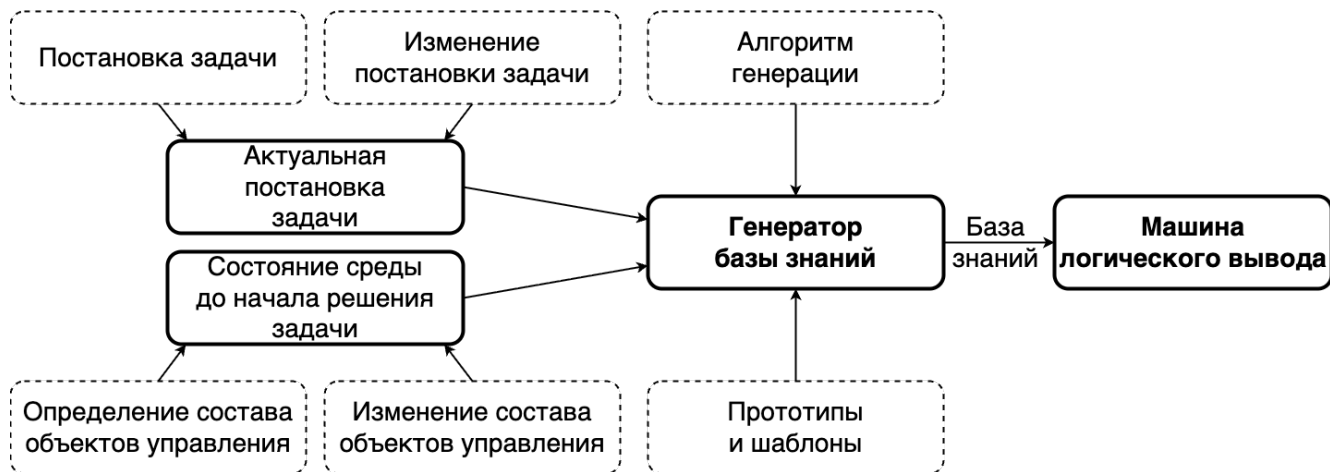 Постановка задачи
Изменение
постановки задачи
Алгоритм
генерации
Актуальная
постановка
задачи
Генератор
базы знаний
База
знаний
Машина
логического вывода
Состояние среды
до начала решения
задачи
Определение состава
объектов управления
Изменение состава
объектов управления
Прототипы
и шаблоны